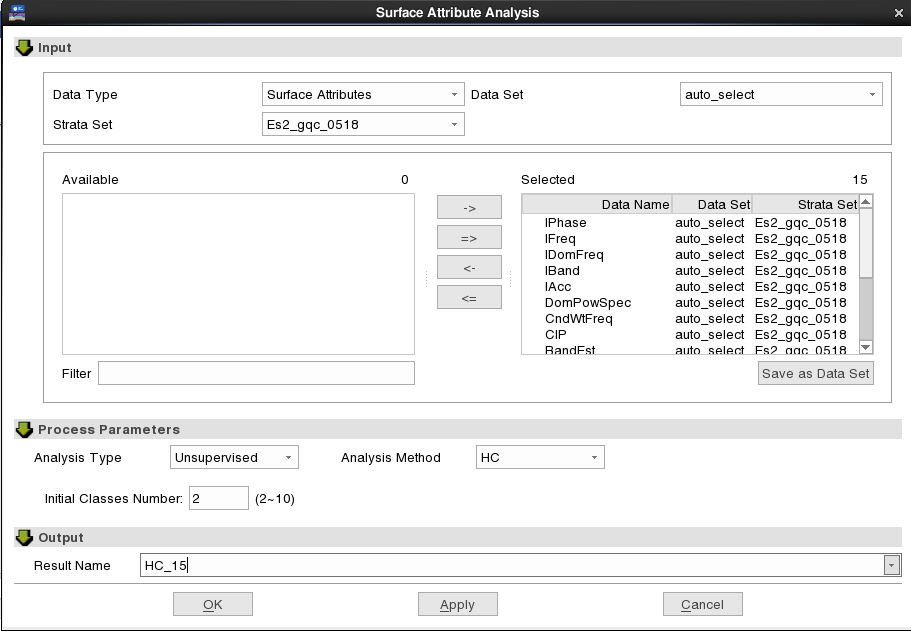 Surface Attribute Analysis
Input
Data Type Surface Attributes Data Set auto_select
Strata Set Es2_gqc_0518
Available 0 Selected 15
Data Name Data Set Strata Set
IPhase auto_select Es2_gqc_0518
IFreq auto_select Es2_gqc_0518
IDomFreq auto_select Es2_gqc_0518
IBand auto_select Es2_gqc_0518
IAcc auto_select Es2_gqc_0518
DomPowSpec auto_select Es2_gqc_0518
CndWtFreq auto_select Es2_gqc_0518
CIP auto_select Es2_gqc_0518
BandEst auto_select Es2_gqc_0518
->
=>
<-
<=
Filter Save as Data Set
Process Parameters
Analysis Type Unsupervised Analysis Method HC
Initial Classes Number: 2 (2~10)
Output
Result Name HC_15
OK Apply Cancel